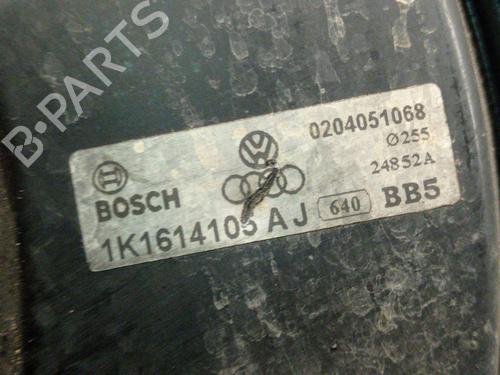 B-PARTS
BOSCH
0204051068
Ø255
24852A
1K1614105 AJ 640 BB5